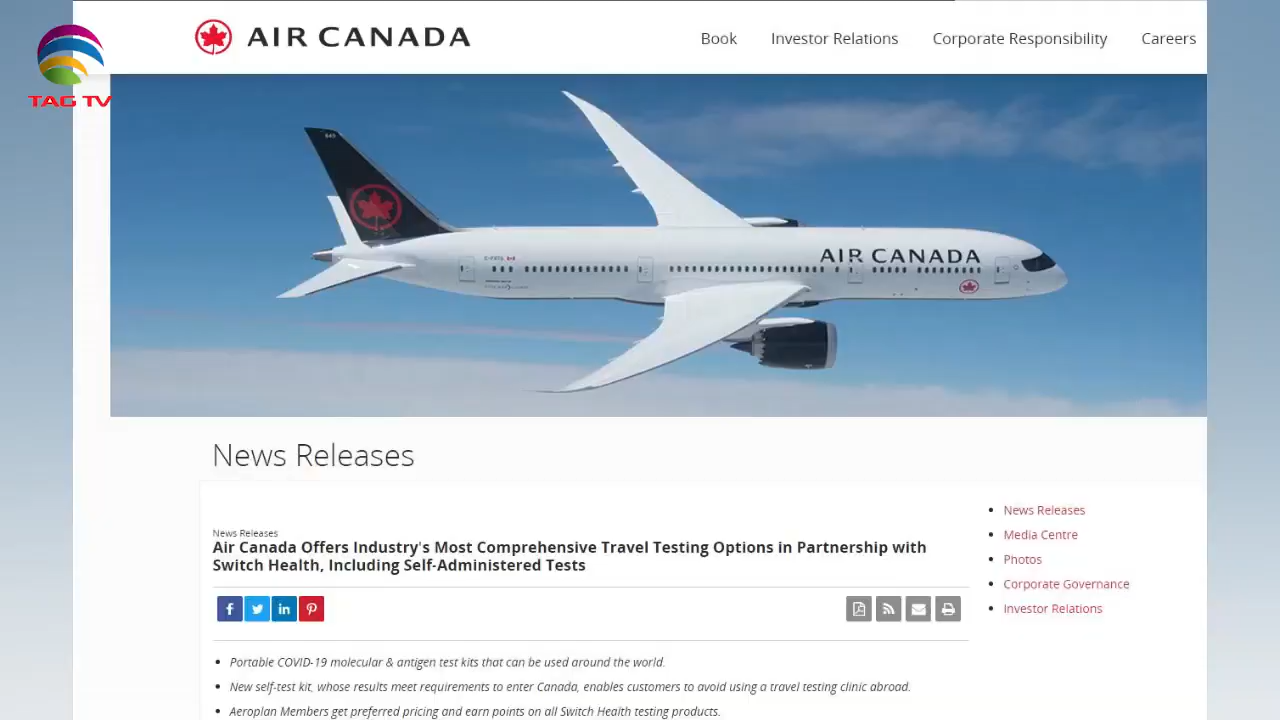 TAG TV
AIR CANADA
Book
Investor Relations
Corporate Responsibility
Careers
AIR CANADA
News Releases
News Releases
Air Canada Offers Industry's Most Comprehensive Travel Testing Options in Partnership with
Switch Health, Including Self-Administered Tests
Portable COVID-19 molecular & antigen test kits that can be used around the world.
New self-test kit, whose results meet requirements to enter Canada, enables customers to avoid using a travel testing clinic abroad.
Aeroplan Members get preferred pricing and earn points on all Switch Health testing products.
News Releases
Media Centre
Photos
Corporate Governance
Investor Relations